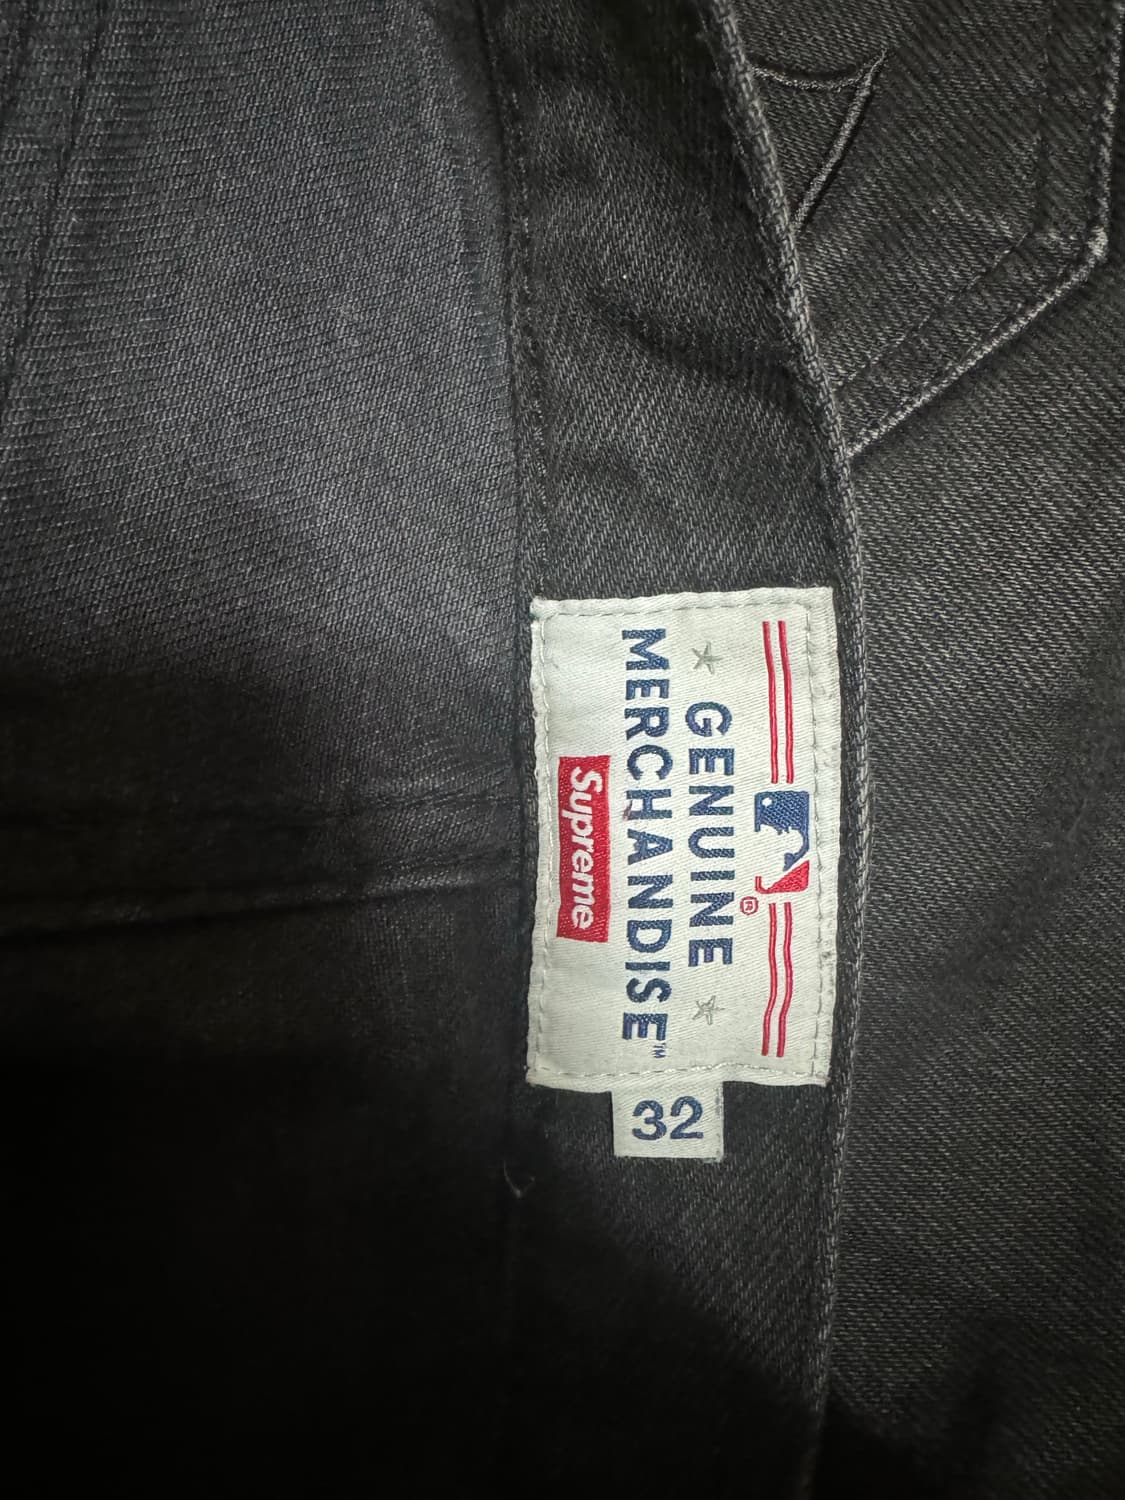 ®
GENUINE
MERCHANDISE™
Supreme
32